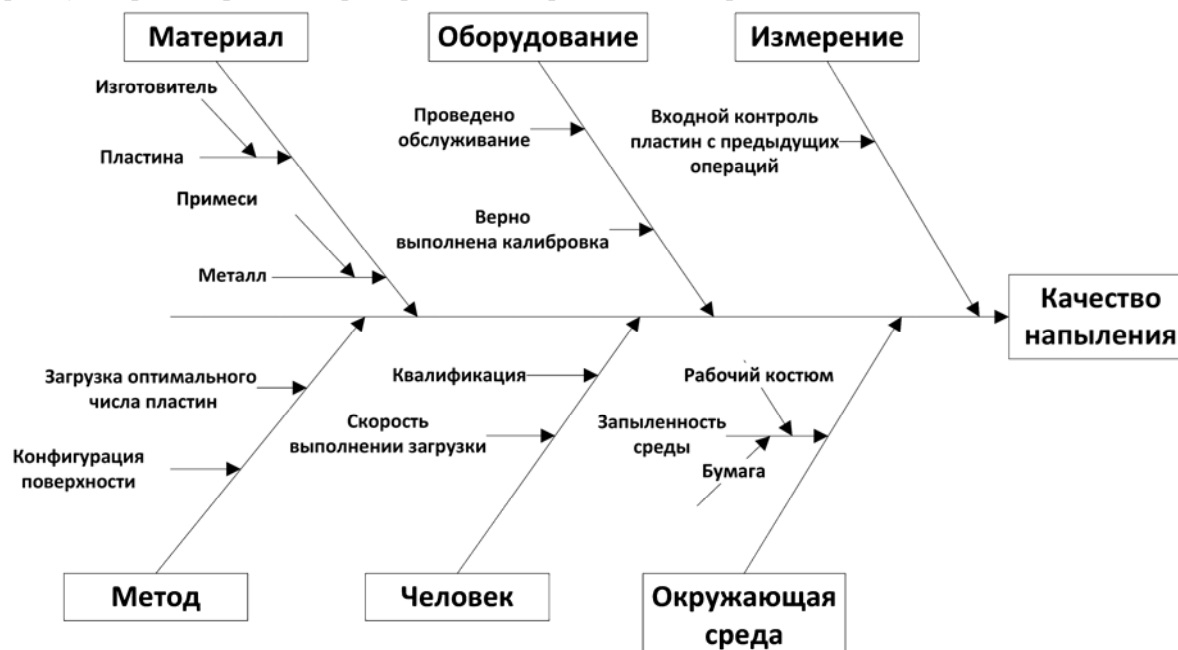 Материал
Оборудование
Измерение
Изготовитель
Пластина
Примеси
Металл
Проведено
обслуживание
Верно
выполнена калибровка
Входной контроль
пластин с предыдущих
операций
Качество
напыления
Загрузка оптимального
числа пластин
Конфигурация
поверхности
Квалификация
Скорость
выполнении загрузки
Рабочий костюм
Запыленность
среды
Бумага
Метод
Человек
Окружающая
среда